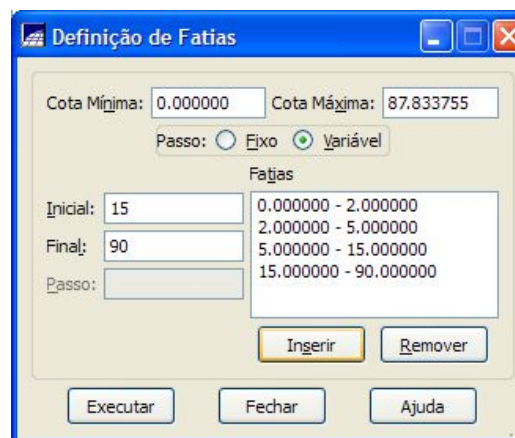 Definição de Fatias
Cota Mínima: 0.000000 Cota Máxima: 87.833755
Passo: Fixo Variável
Fatias
Inicial: 15
Final: 90
Passo:
0.000000 - 2.000000
2.000000 - 5.000000
5.000000 - 15.000000
15.000000 - 90.000000
Inserir Remover
Executar Fechar Ajuda